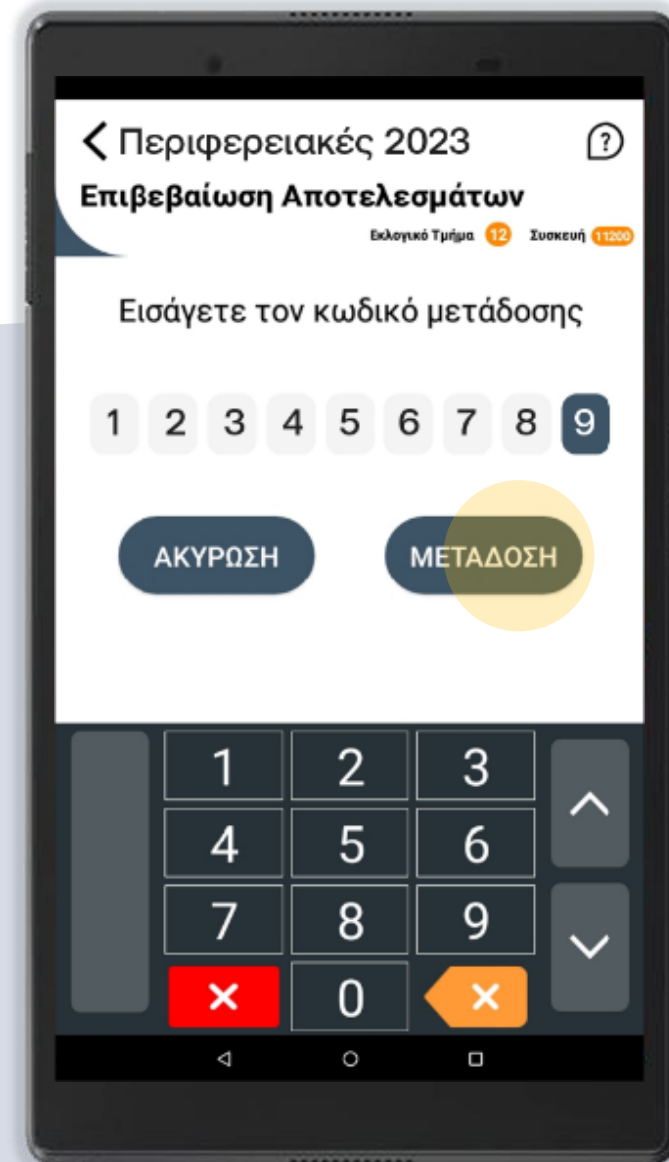 Περιφερειακές 2023 ?
Επιβεβαίωση Αποτελεσμάτων
Εκλογικό Τμήμα 12 Συσκευή 11200
Εισάγετε τον κωδικό μετάδοσης
1 2 3 4 5 6 7 8 9
ΑΚΥΡΩΣΗ ΜΕΤΑΔΟΣΗ
1 2 3
4 5 6
7 8 9
0